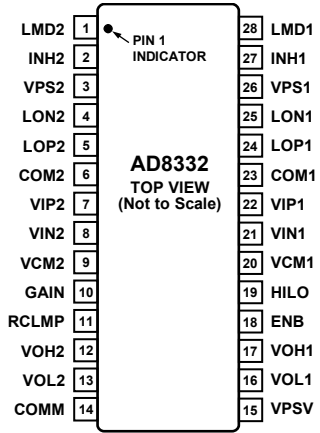 LMD2 1 28 LMD1
PIN 1
INDICATOR
INH2 2 27 INH1
VPS2 3 26 VPS1
LON2 4 25 LON1
LOP2 5 24 LOP1
AD8332
TOP VIEW
(Not to Scale)
COM2 6 23 COM1
VIP2 7 22 VIP1
VIN2 8 21 VIN1
VCM2 9 20 VCM1
GAIN 10 19 HILO
RCLMP 11 18 ENB
VOH2 12 17 VOH1
VOL2 13 16 VOL1
COMM 14 15 VPSV